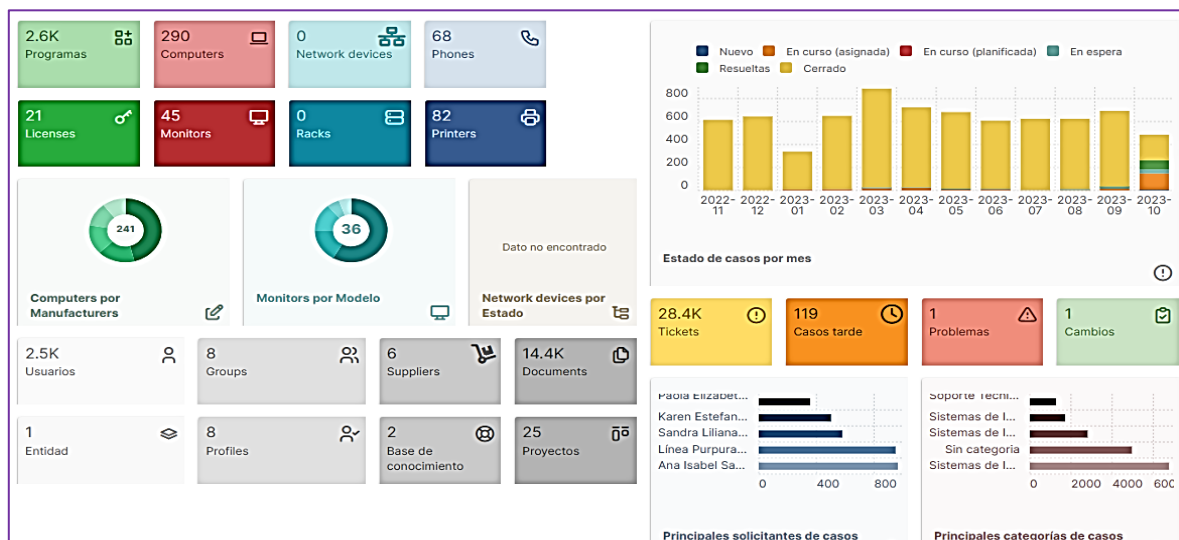 2.6K
Programas
290
Computers
0
Network devices
68
Phones
21
Licenses
45
Monitors
0
Racks
82
Printers
241
Computers por
Manufacturers
36
Monitors por Modelo
Dato no encontrado
Network devices por
Estado
2.5K
Usuarios
8
Groups
6
Suppliers
14.4K
Documents
1
Entidad
8
Profiles
2
Base de
conocimiento
25
Proyectos
Nuevo En curso (asignada) En curso (planificada) En espera
Resueltas Cerrado
800
600
400
200
0
2022-11 2022-12 2023-01 2023-02 2023-03 2023-04 2023-05 2023-06 2023-07 2023-08 2023-09 2023-10
Estado de casos por mes
28.4K
Tickets
119
Casos tarde
1
Problemas
1
Cambios
Paola Elizabet...
Karen Estefan...
Sandra Liliana...
Línea Purpura...
Ana Isabel Sa...
0 400 800
Principales solicitantes de casos
Soporte Técni...
Sistemas de I...
Sistemas de I...
Sin categoria
Sistemas de I...
0 2000 4000 600
Principales categorías de casos